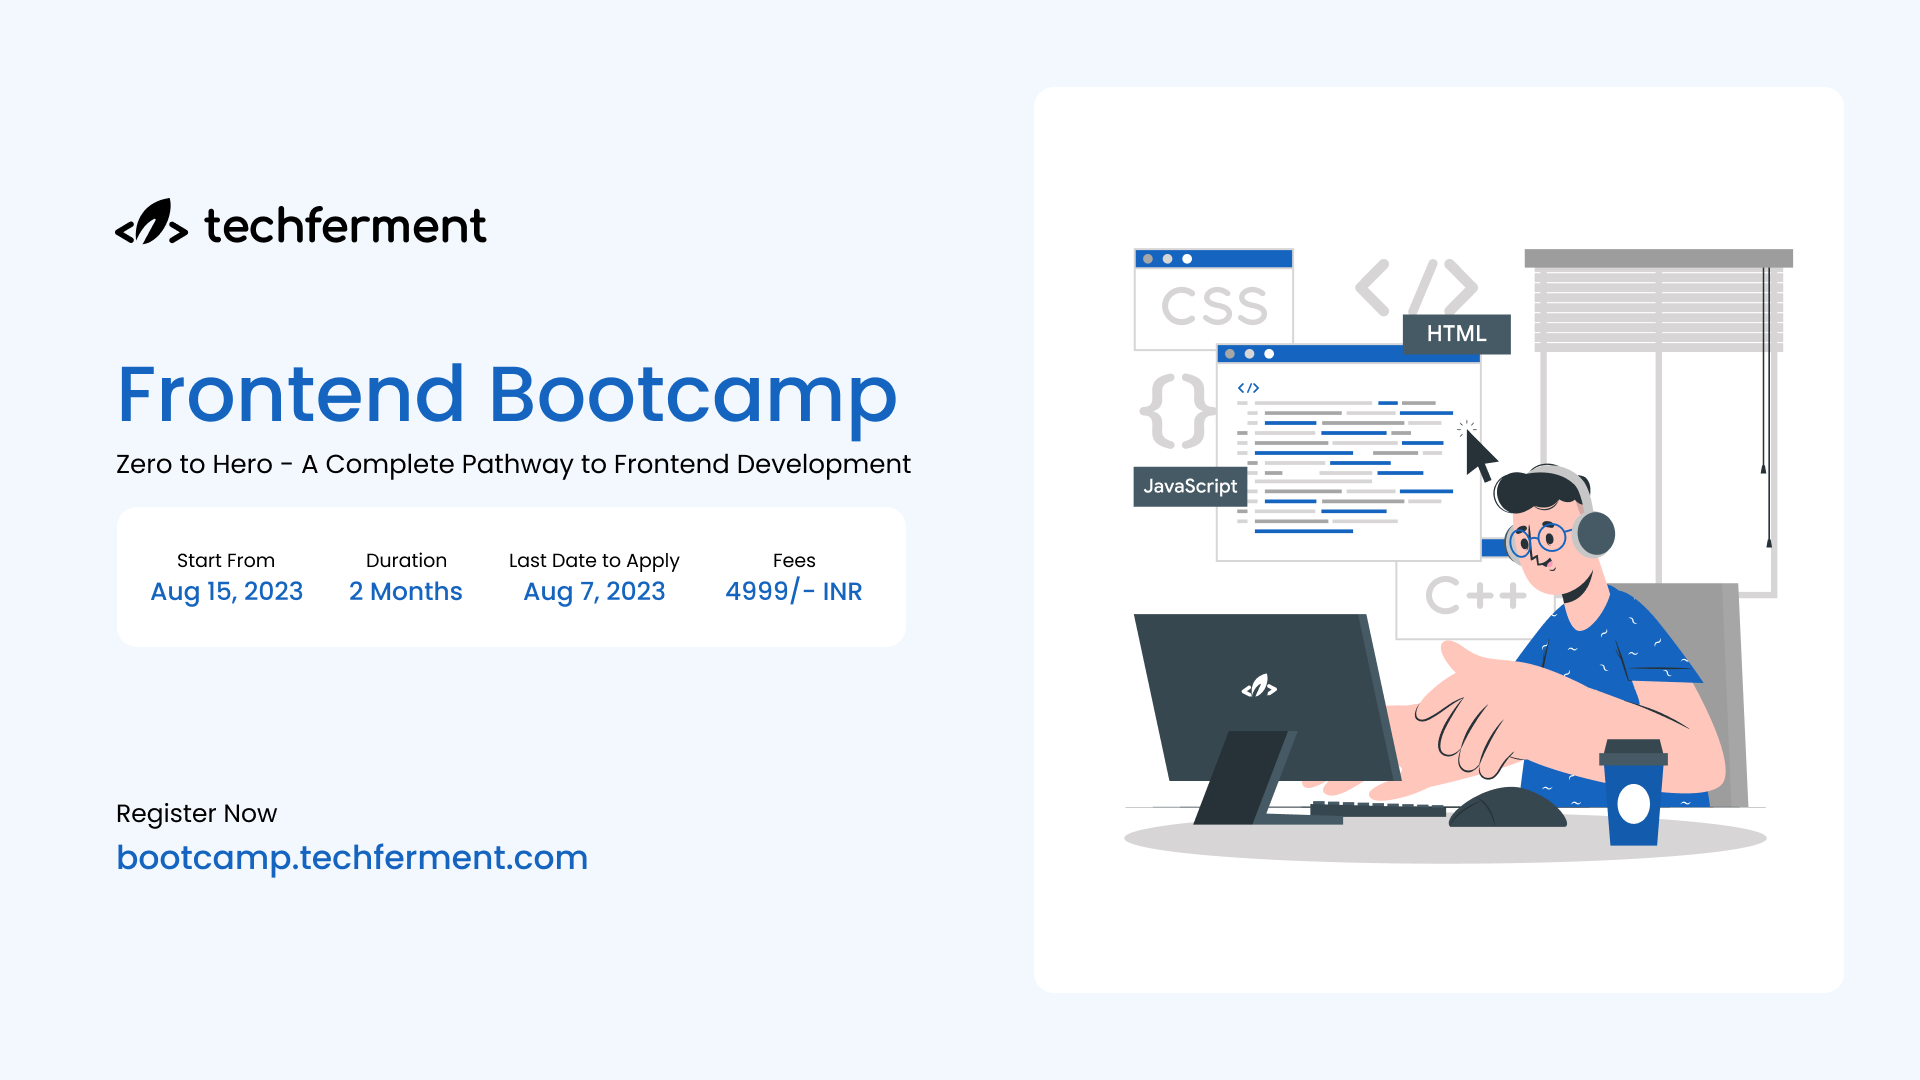 techferment
Frontend Bootcamp
Zero to Hero - A Complete Pathway to Frontend Development
Start From
Aug 15, 2023
Duration
2 Months
Last Date to Apply
Aug 7, 2023
Fees
4999/- INR
Register Now
bootcamp.techferment.com
CSS
</>
HTML
{}
</>
JavaScript
C++